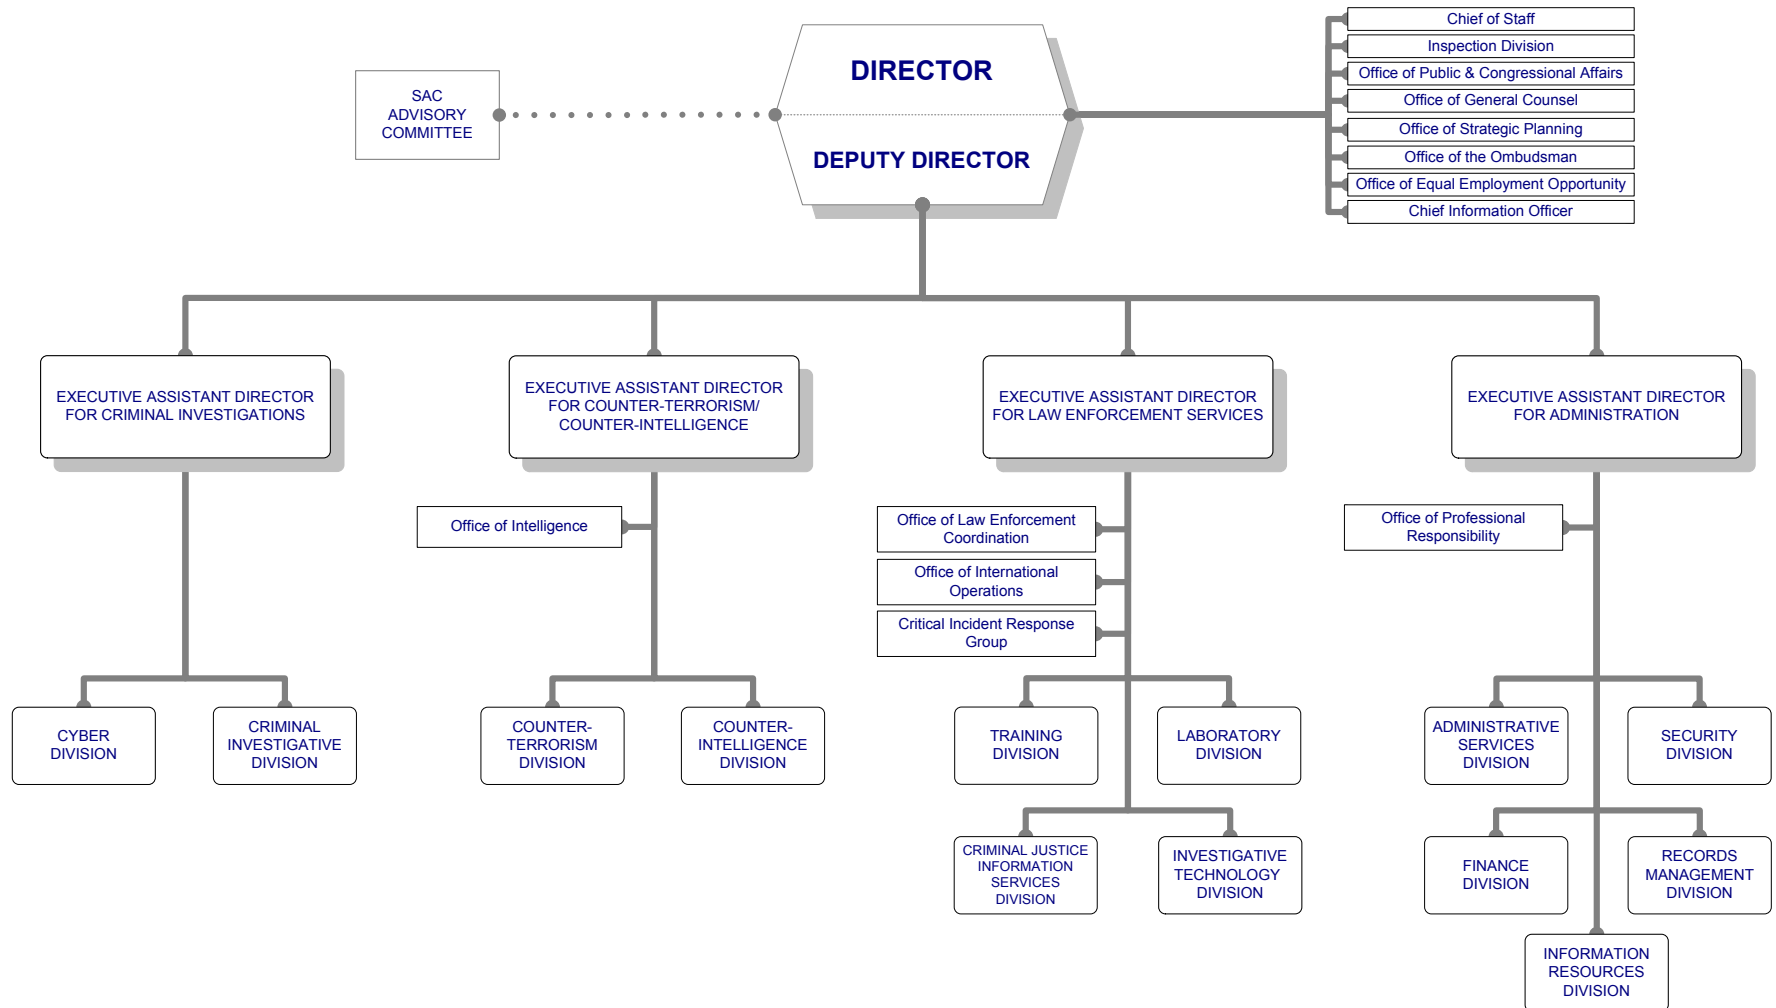 DIRECTOR
DEPUTY DIRECTOR
SAC
ADVISORY
COMMITTEE
Chief of Staff
Inspection Division
Office of Public & Congressional Affairs
Office of General Counsel
Office of Strategic Planning
Office of the Ombudsman
Office of Equal Employment Opportunity
Chief Information Officer
EXECUTIVE ASSISTANT DIRECTOR
FOR CRIMINAL INVESTIGATIONS
EXECUTIVE ASSISTANT DIRECTOR
FOR COUNTER-TERRORISM/
COUNTER-INTELLIGENCE
EXECUTIVE ASSISTANT DIRECTOR
FOR LAW ENFORCEMENT SERVICES
EXECUTIVE ASSISTANT DIRECTOR
FOR ADMINISTRATION
Office of Intelligence
Office of Law Enforcement
Coordination
Office of International
Operations
Critical Incident Response
Group
Office of Professional
Responsibility
CYBER
DIVISION
CRIMINAL
INVESTIGATIVE
DIVISION
COUNTER-
TERRORISM
DIVISION
COUNTER-
INTELLIGENCE
DIVISION
TRAINING
DIVISION
LABORATORY
DIVISION
ADMINISTRATIVE
SERVICES
DIVISION
SECURITY
DIVISION
CRIMINAL JUSTICE
INFORMATION
SERVICES
DIVISION
INVESTIGATIVE
TECHNOLOGY
DIVISION
FINANCE
DIVISION
RECORDS
MANAGEMENT
DIVISION
INFORMATION
RESOURCES
DIVISION